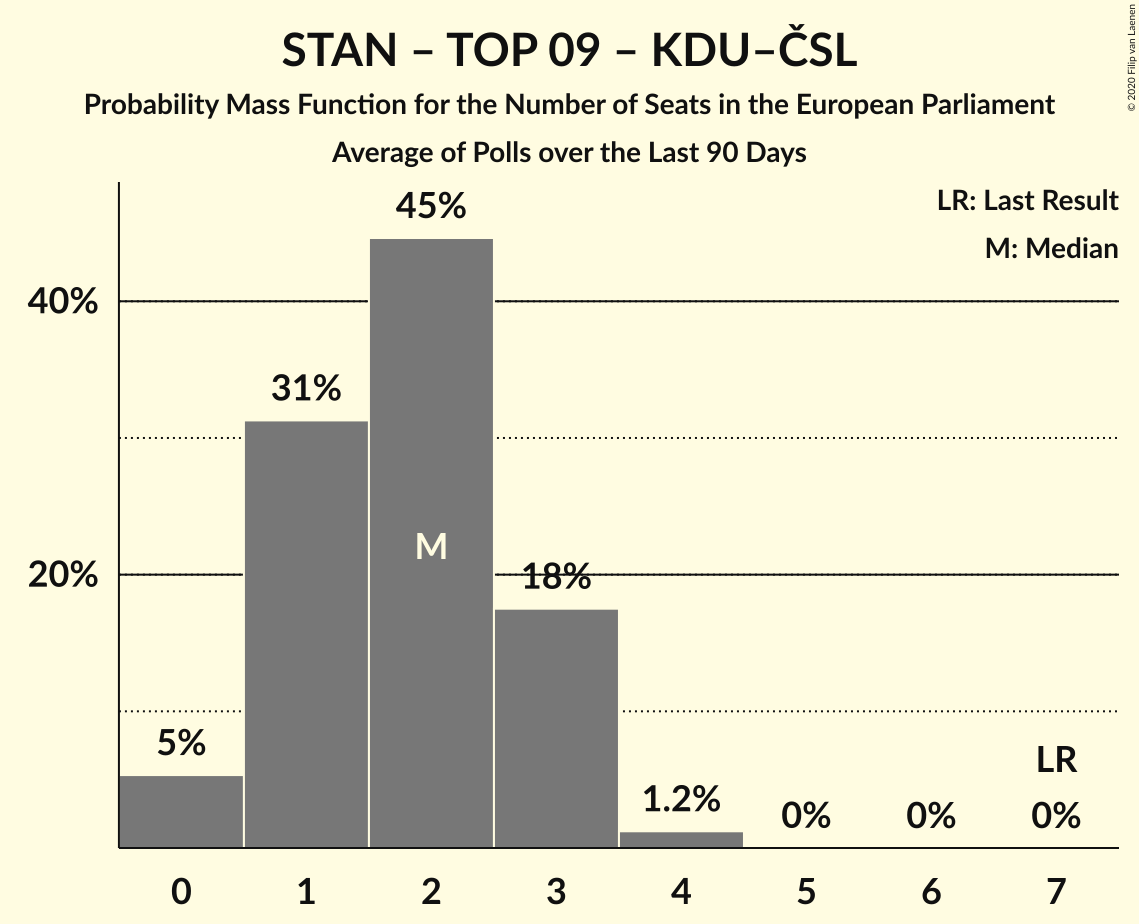 STAN – TOP 09 – KDU–ČSL
Probability Mass Function for the Number of Seats in the European Parliament
Average of Polls over the Last 90 Days
© 2020 Filip van Laenen
LR: Last Result
M: Median
45%
40%
31%
M
20%
18%
5%
LR
1.2%
0%
0%
0%
0 1 2 3 4 5 6 7